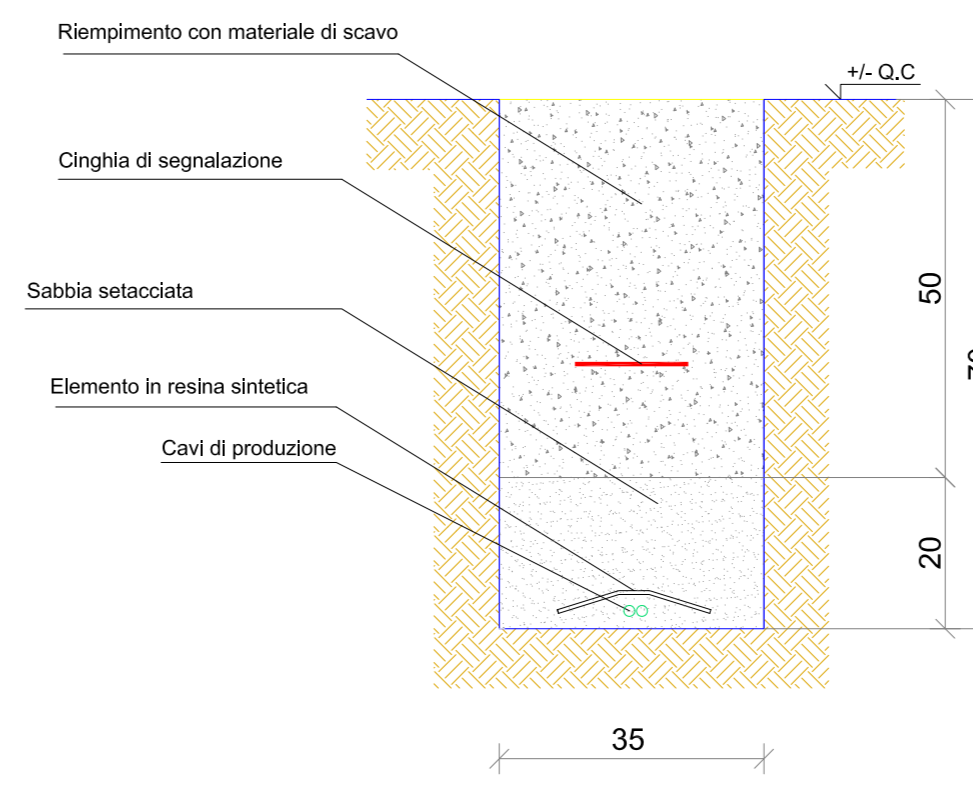 Riempimento con materiale di scavo
+/- Q.C
Cinghia di segnalazione
Sabbia setacciata
50
Elemento in resina sintetica
Cavi di produzione
20
35